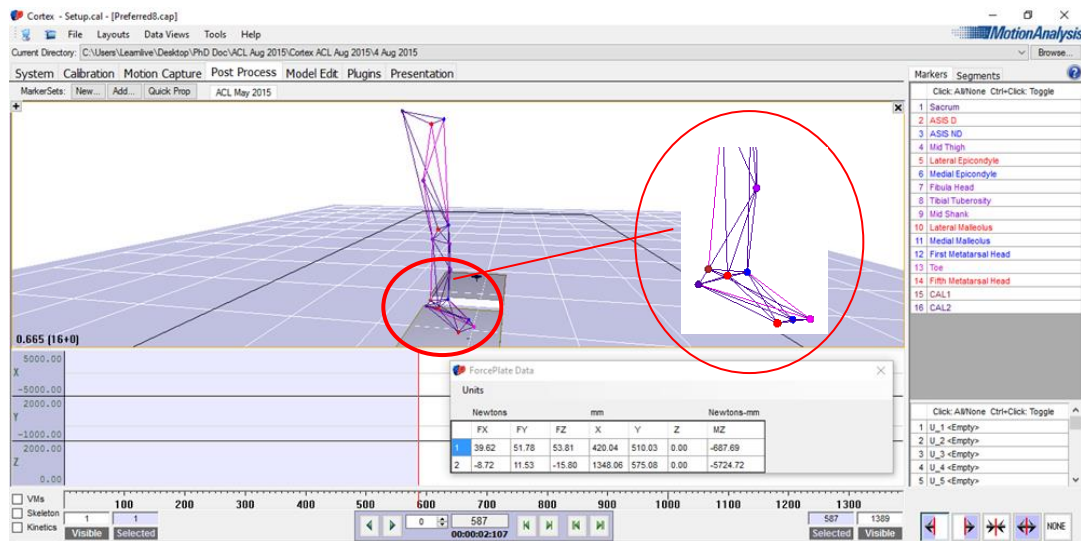 Cortex - Setup.cal - [Preferred8.cap]
File Layouts Data Views Tools Help
MotionAnalysis
Current Directory: C:\Users\Learnlive\Desktop\PhD Doc\ACL Aug 2015\Cortex ACL Aug 2015\4 Aug 2015
Browse...
System Calibration Motion Capture Post Process Model Edit Plugins Presentation
Markers Segments
MarkerSets: New... Add... Quick Prop ACL May 2015
Click: All/None Ctrl+Click: Toggle
1 Sacrum
2 ASIS D
3 ASIS ND
4 Mid Thigh
5 Lateral Epicondyle
6 Medial Epicondyle
7 Fibula Head
8 Tibial Tuberosity
9 Mid Shank
10 Lateral Malleolus
11 Medial Malleolus
12 First Metatarsal Head
13 Toe
14 Fifth Metatarsal Head
15 CAL1
16 CAL2
0.665 (16+0)
5000.00
X
-5000.00
2000.00
Y
-1000.00
2000.00
Z
0.00
ForcePlate Data
Units
Newtons mm Newtons-mm
FX FY FZ X Y Z MZ
1 39.62 51.78 53.81 420.04 510.03 0.00 -687.69
2 -8.72 11.53 -15.80 1348.06 575.08 0.00 -5724.72
Click: All/None Ctrl+Click: Toggle
1 U_1 <Empty>
2 U_2 <Empty>
3 U_3 <Empty>
4 U_4 <Empty>
5 U_5 <Empty>
VMs
Skeleton
Kinetics
100 200 300 400 500 600 700 800 900 1000 1100 1200 1300
1 1
Visible Selected
0 587
00:00:02:107
587 1389
Selected Visible
NONE